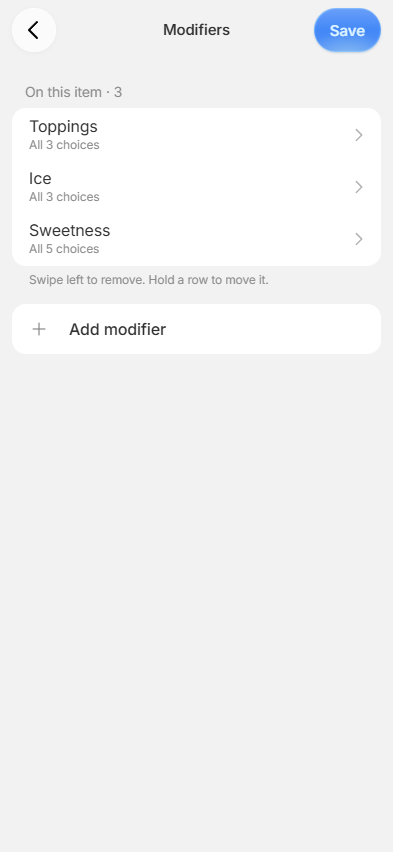 Modifiers
Save
On this item · 3
Toppings
All 3 choices
Ice
All 3 choices
Sweetness
All 5 choices
Swipe left to remove. Hold a row to move it.
Add modifier